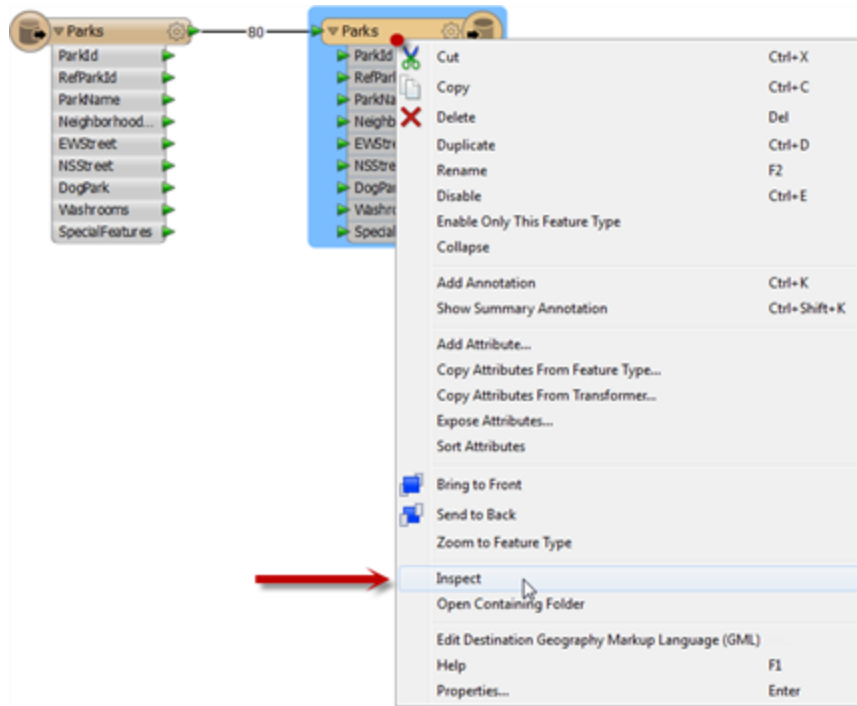 Parks
80
Parks
ParkId
RefParkId
ParkName
Neighborhood...
EWStreet
NSStreet
DogPark
Washrooms
SpecialFeatures
ParkId
RefPark
ParkNa
Neighb
EWStre
NSStre
DogPar
Washro
Special
Cut Ctrl+X
Copy Ctrl+C
Delete Del
Duplicate Ctrl+D
Rename F2
Disable Ctrl+E
Enable Only This Feature Type
Collapse
Add Annotation Ctrl+K
Show Summary Annotation Ctrl+Shift+K
Add Attribute...
Copy Attributes From Feature Type...
Copy Attributes From Transformer...
Expose Attributes...
Sort Attributes
Bring to Front
Send to Back
Zoom to Feature Type
Inspect
Open Containing Folder
Edit Destination Geography Markup Language (GML)
Help F1
Properties... Enter